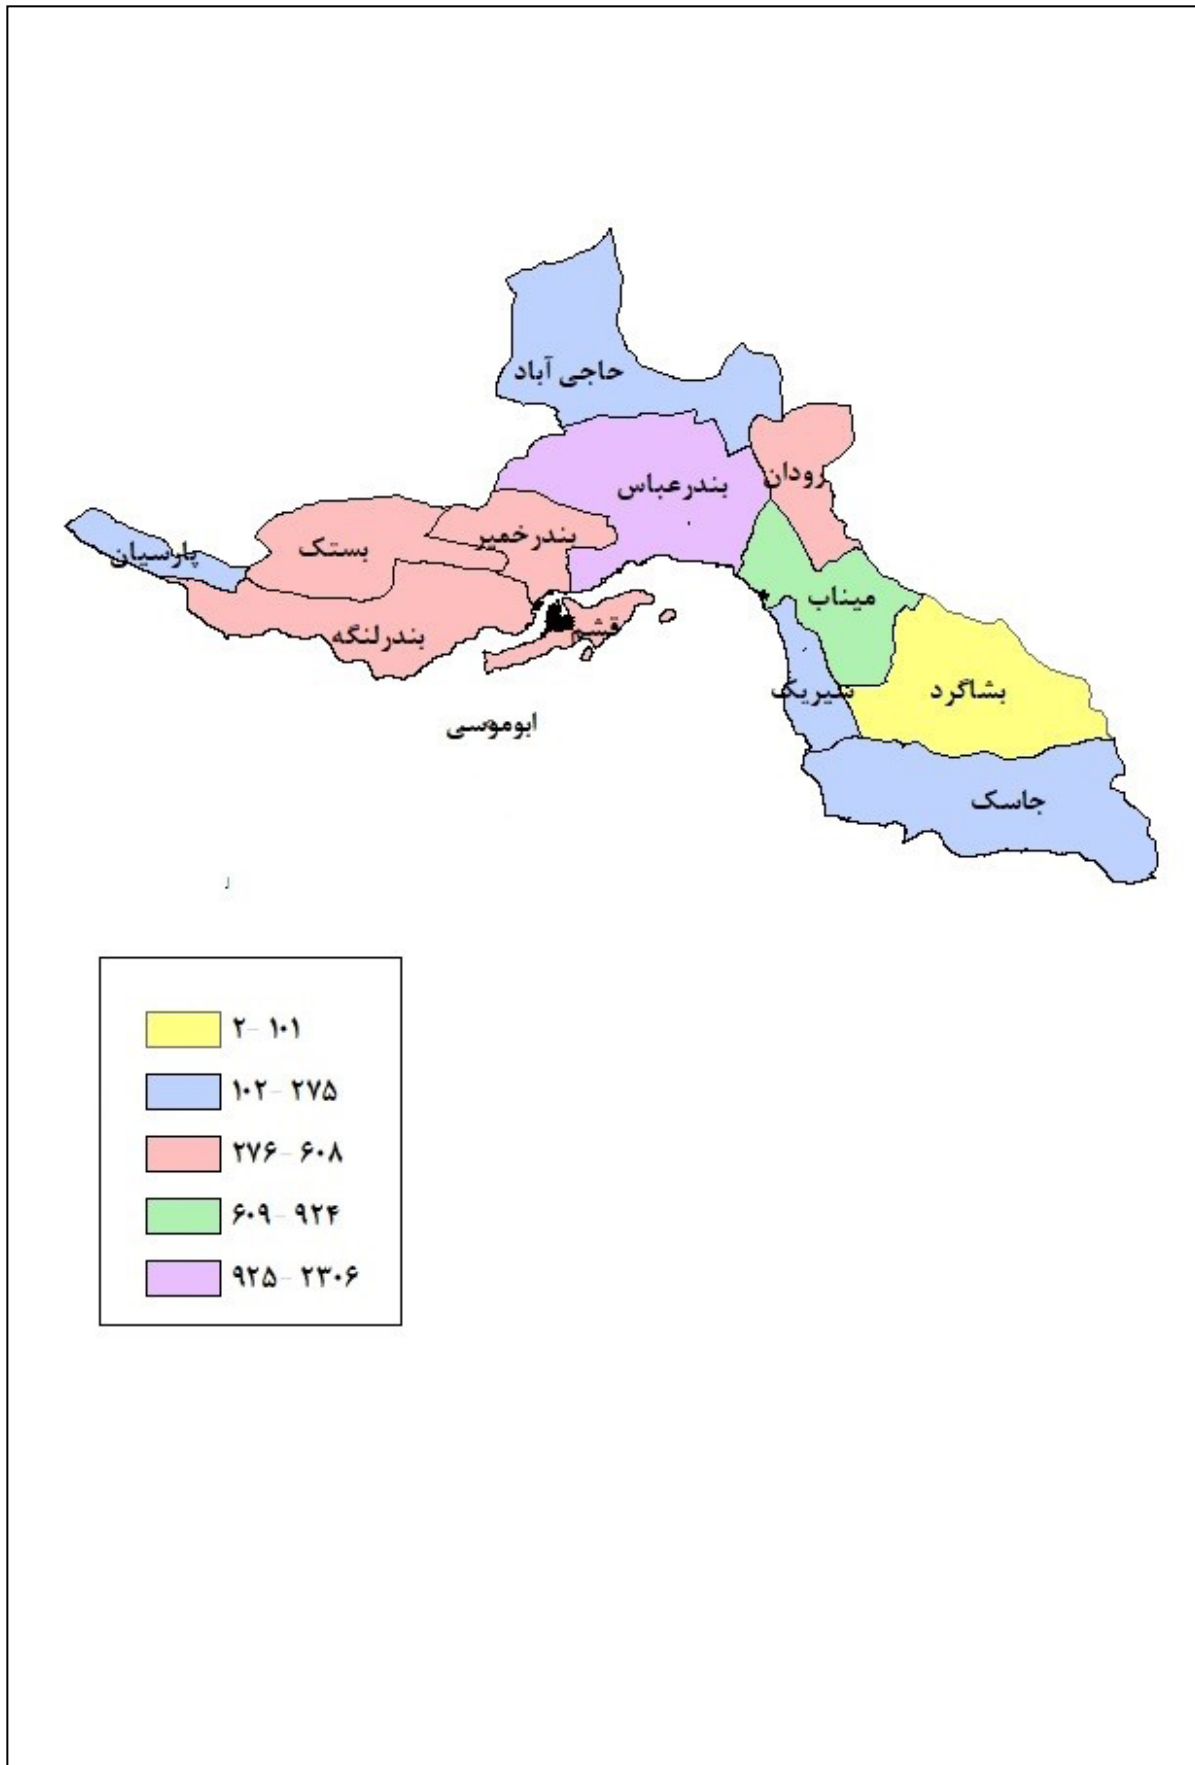 حاجی آباد
رودان
بندرعباس
بندرخمیر
بستک
پارسیان
میناب
قشم
بندرلنگه
بشاگرد
سیریک
ابوموسی
جاسک
۲ – ۱۰۱
۱۰۲ – ۲۷۵
۲۷۶ – ۶۰۸
۶۰۹ – ۹۲۴
۹۲۵ – ۲۳۰۶